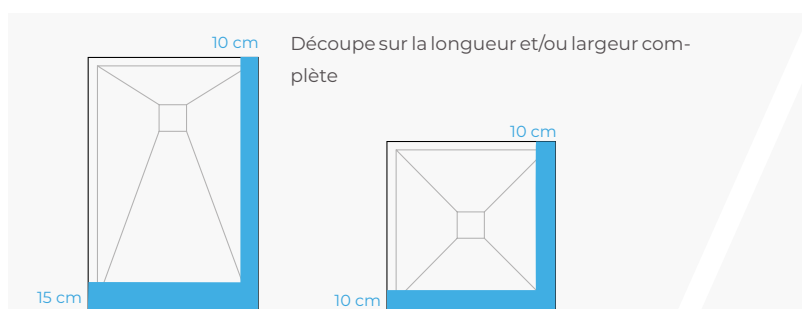 10 cm
Découpe sur la longueur et/ou largeur com-
plète
10 cm
15 cm
10 cm